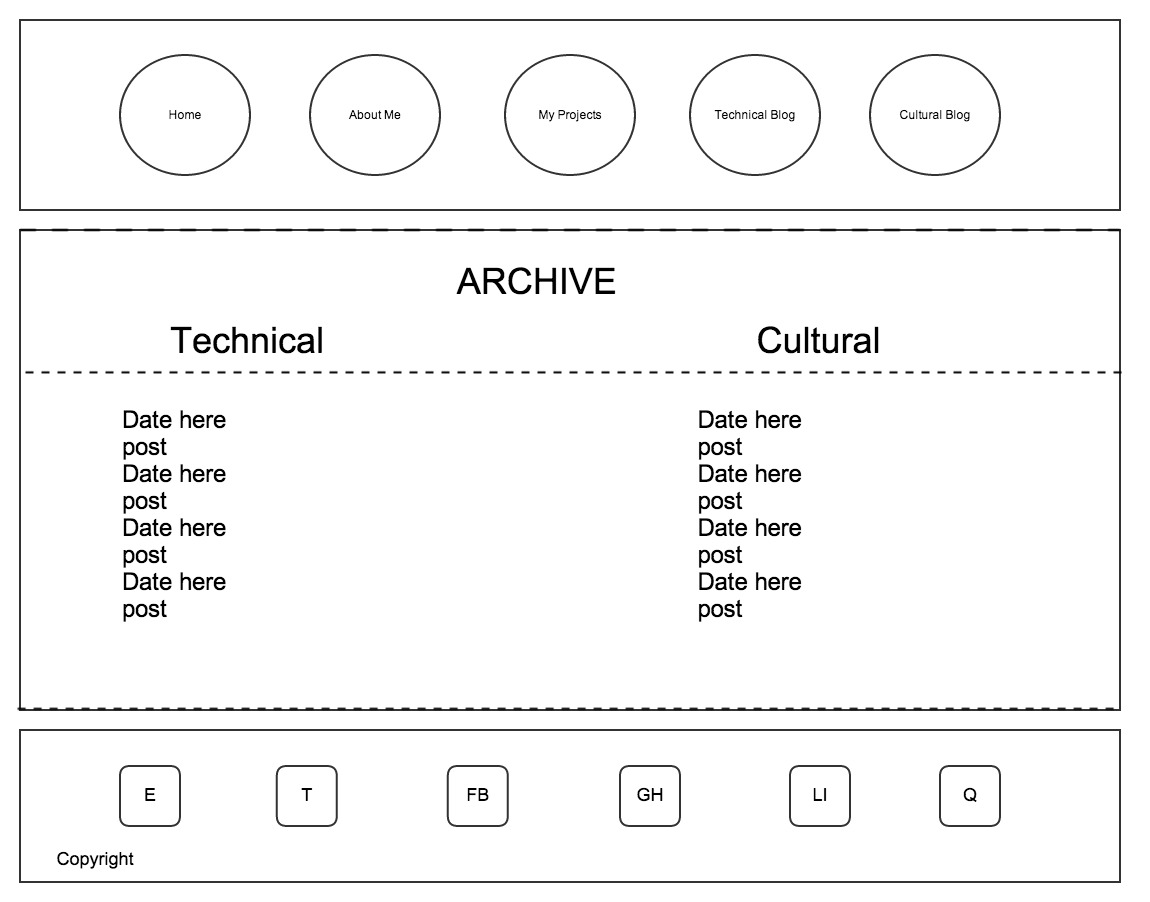 Home
About Me
My Projects
Technical Blog
Cultural Blog
ARCHIVE
Technical
Cultural
Date here
post
Date here
post
Date here
post
Date here
post
Date here
post
Date here
post
Date here
post
Date here
post
E
T
FB
GH
LI
Q
Copyright